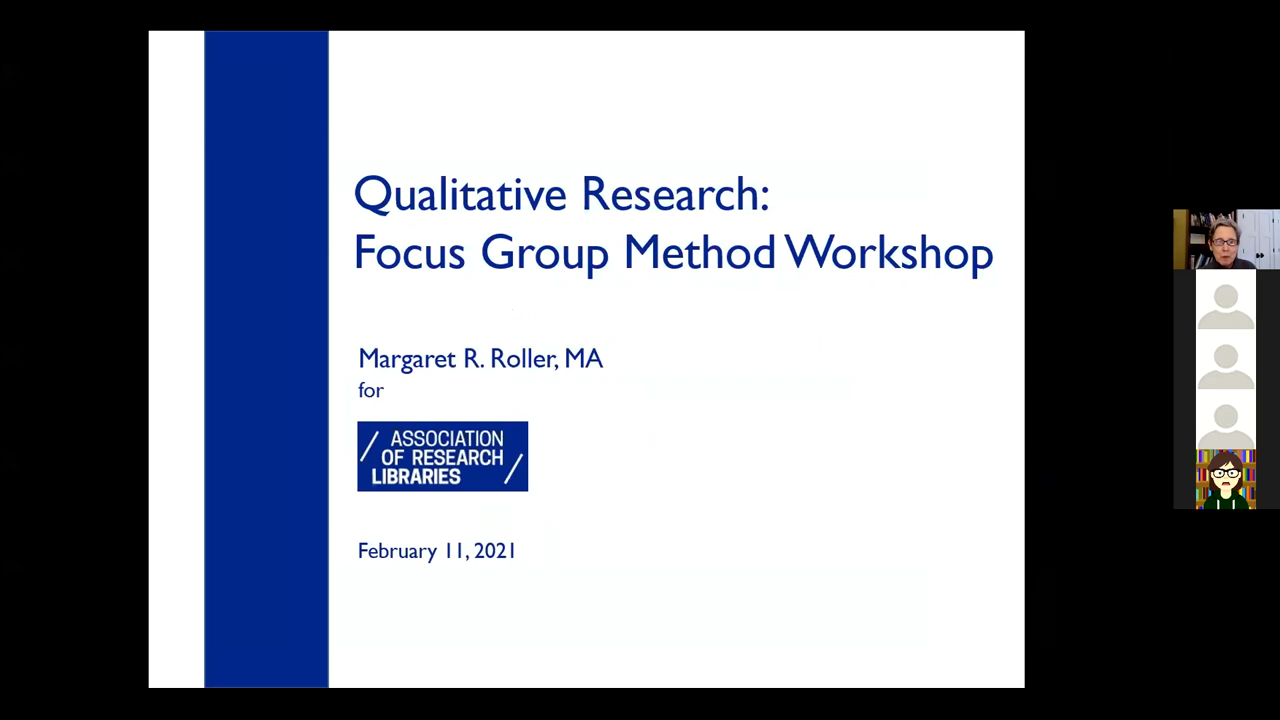 Qualitative Research:
Focus Group Method Workshop
Margaret R. Roller, MA
for
ASSOCIATION
OF RESEARCH
LIBRARIES
February 11, 2021